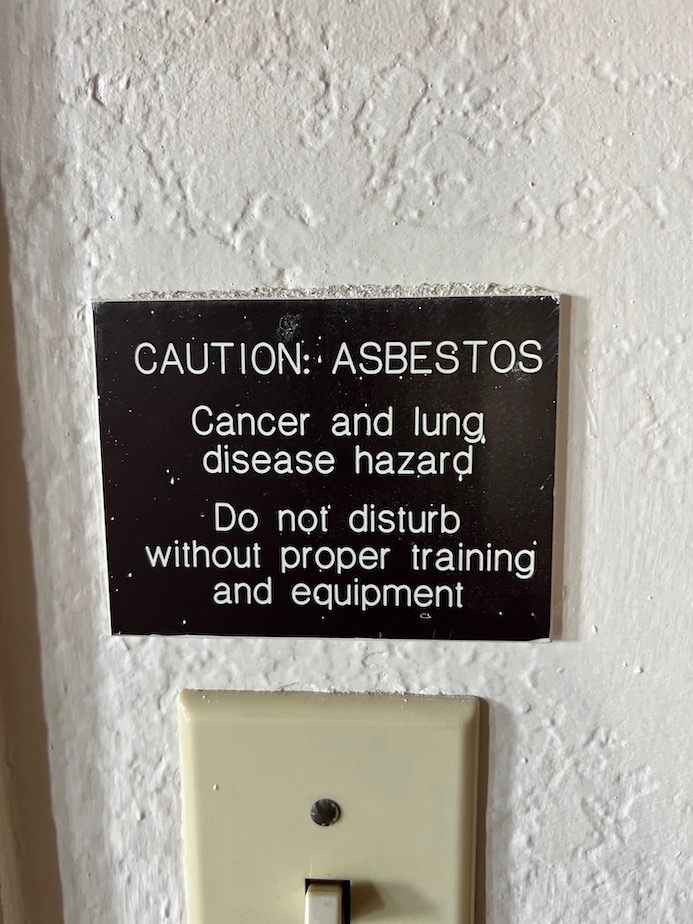 CAUTION: ASBESTOS
Cancer and lung
disease hazard
Do not disturb
without proper training
and equipment